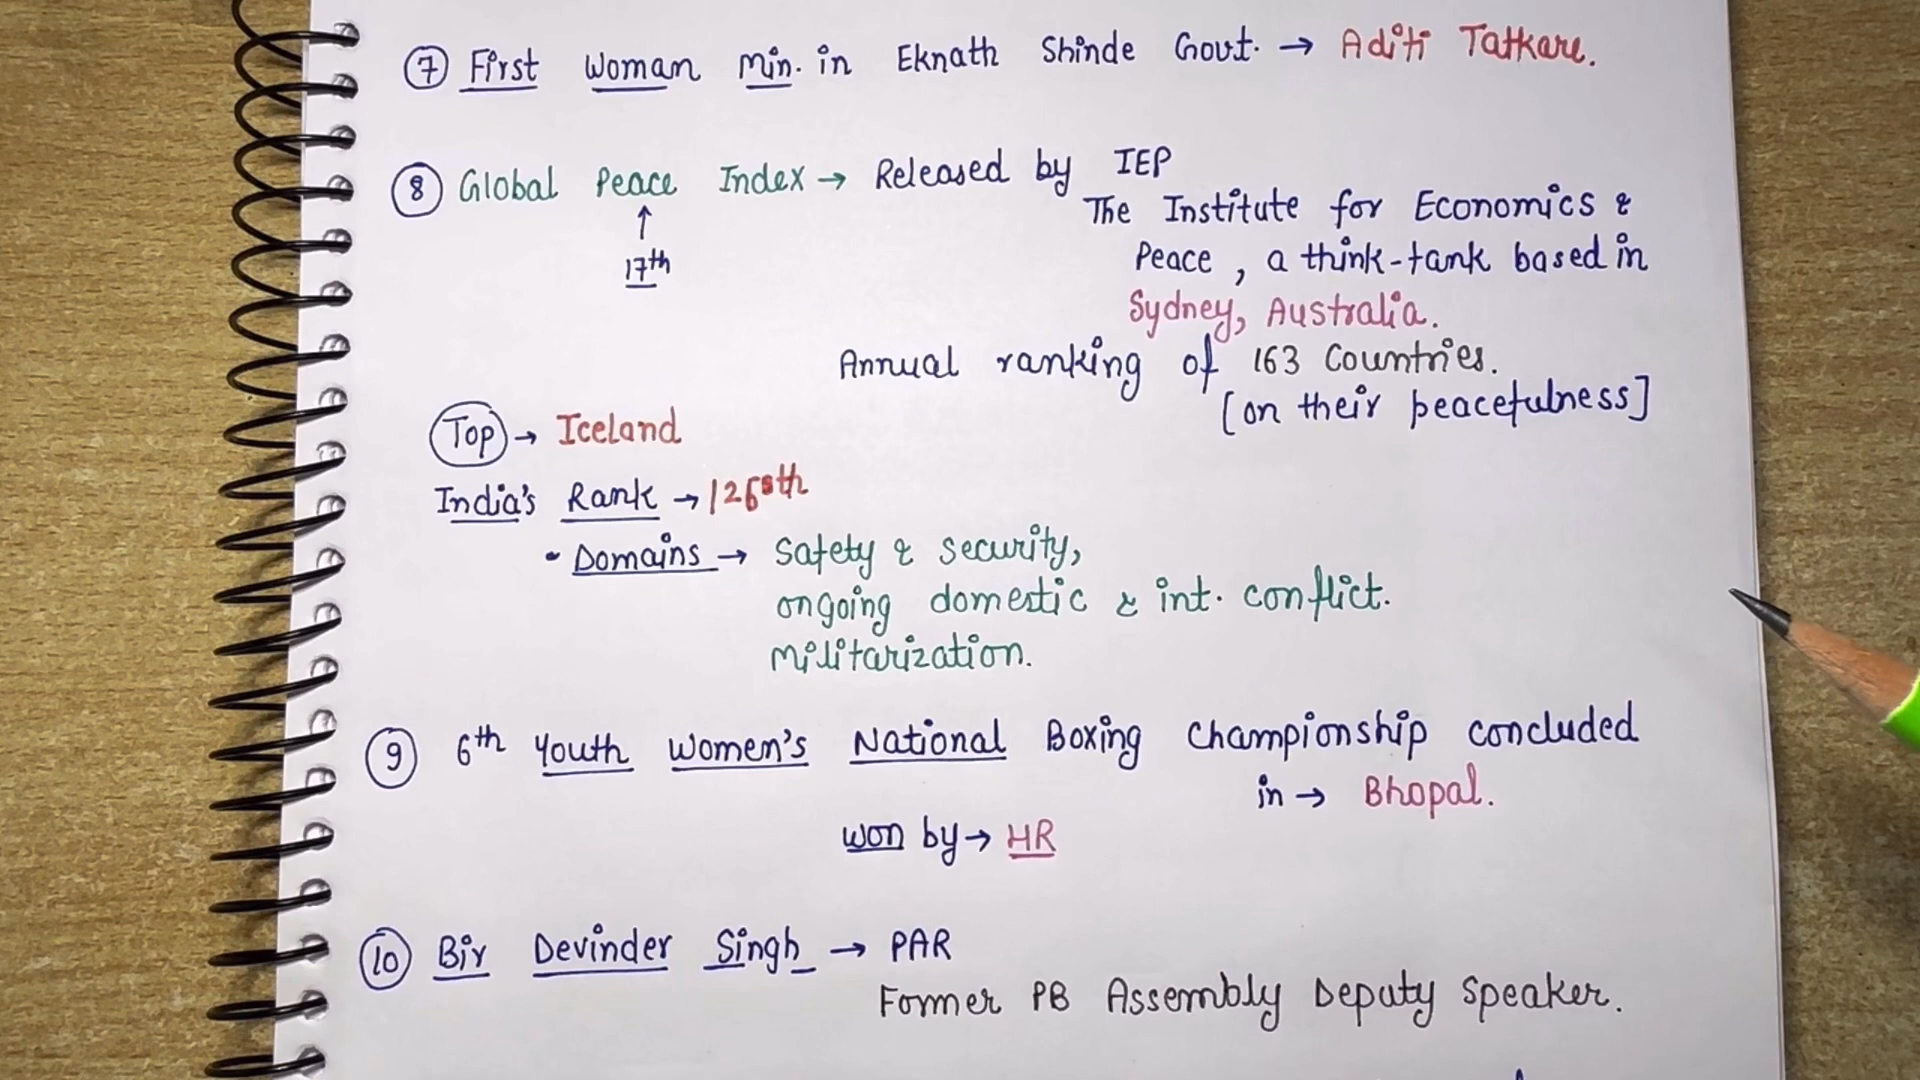 7 First Woman Min. in Eknath Shinde Govt. → Aditi Tatkare.
8 Global Peace Index → Released by IEP
↑
17th
The Institute for Economics &
Peace, a think-tank based in
Sydney, Australia.
Annual ranking of 163 Countries.
[on their peacefulness]
Top → Iceland
India's Rank → 126th
- Domains → Safety & security,
ongoing domestic & int. conflict.
Militarization.
9 6th Youth Women's National Boxing Championship concluded
in → Bhopal.
won by → HR
10 Bir Devinder Singh → PAR
Former PB Assembly Deputy Speaker.